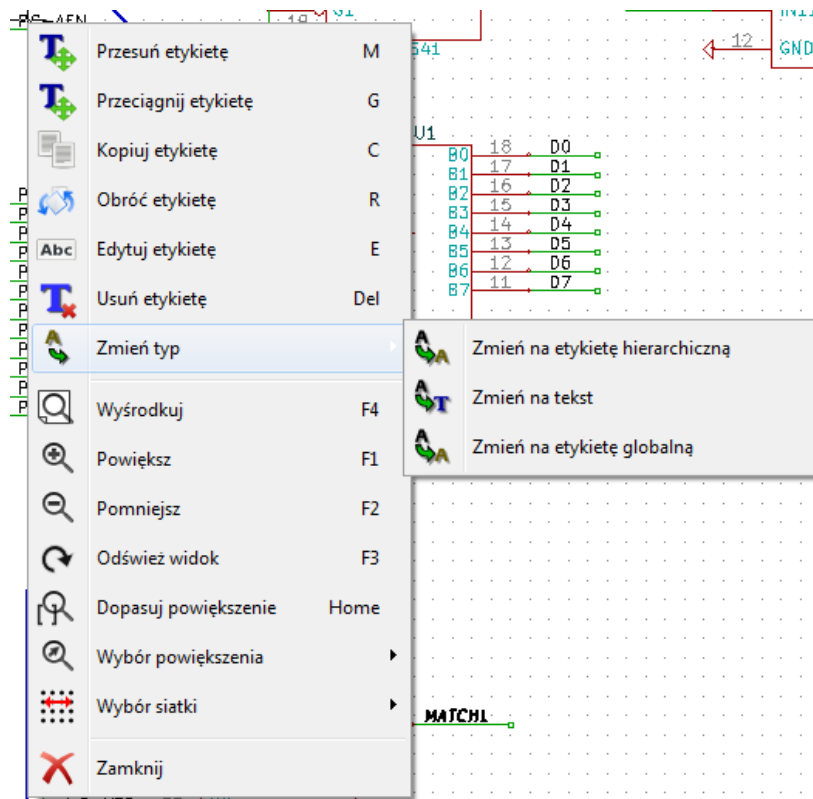 Przesuń etykietę M
Przeciągnij etykietę G
Kopiuj etykietę C
Obróć etykietę R
Abc Edytuj etykietę E
Usuń etykietę Del
Zmień typ
Wyśrodkuj F4
Powiększ F1
Pomniejsz F2
Odśwież widok F3
Dopasuj powiększenie Home
Wybór powiększenia
Wybór siatki
Zamknij
Zmień na etykietę hierarchiczną
Zmień na tekst
Zmień na etykietę globalną
541
12 GND
U1
B0 18 D0
B1 17 D1
B2 16 D2
B3 15 D3
B4 14 D4
B5 13 D5
B6 12 D6
B7 11 D7
MATCHL